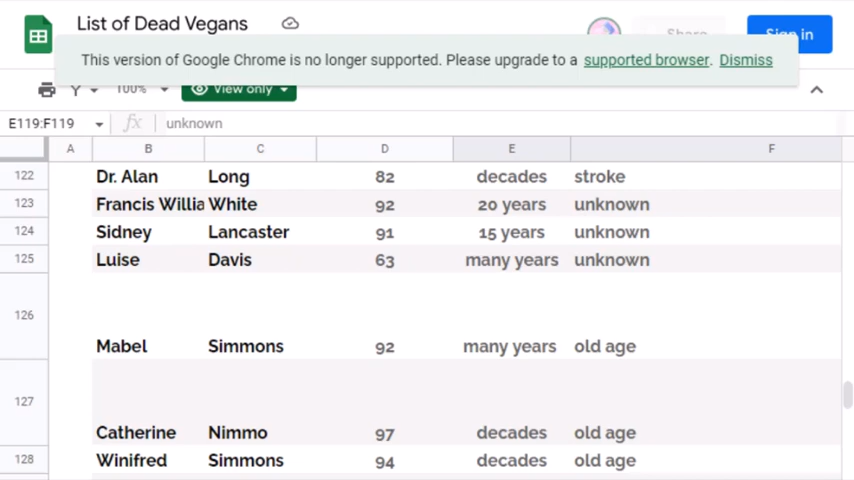 List of Dead Vegans
Share
Sign in
This version of Google Chrome is no longer supported. Please upgrade to a supported browser. Dismiss
100%
View only
E119:F119
fx
unknown
A B C D E F
122 Dr. Alan Long 82 decades stroke
123 Francis Willia White 92 20 years unknown
124 Sidney Lancaster 91 15 years unknown
125 Luise Davis 63 many years unknown
126 Mabel Simmons 92 many years old age
127 Catherine Nimmo 97 decades old age
128 Winifred Simmons 94 decades old age